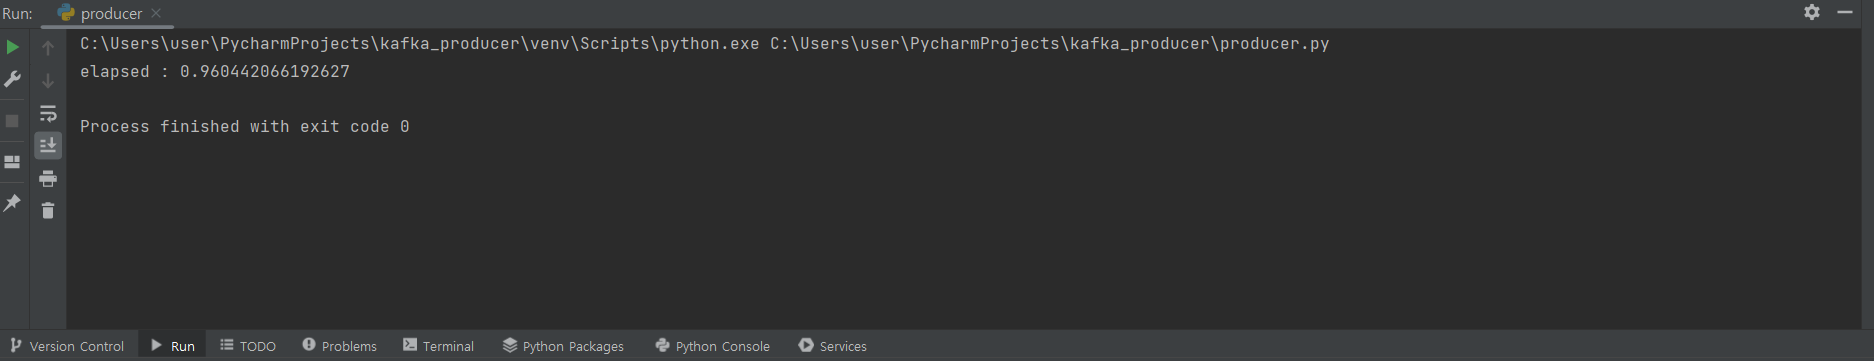 Run: producer
C:\Users\user\PycharmProjects\kafka_producer\venv\Scripts\python.exe C:\Users\user\PycharmProjects\kafka_producer\producer.py
elapsed : 0.960442066192627
Process finished with exit code 0
Version Control Run TODO Problems Terminal Python Packages Python Console Services